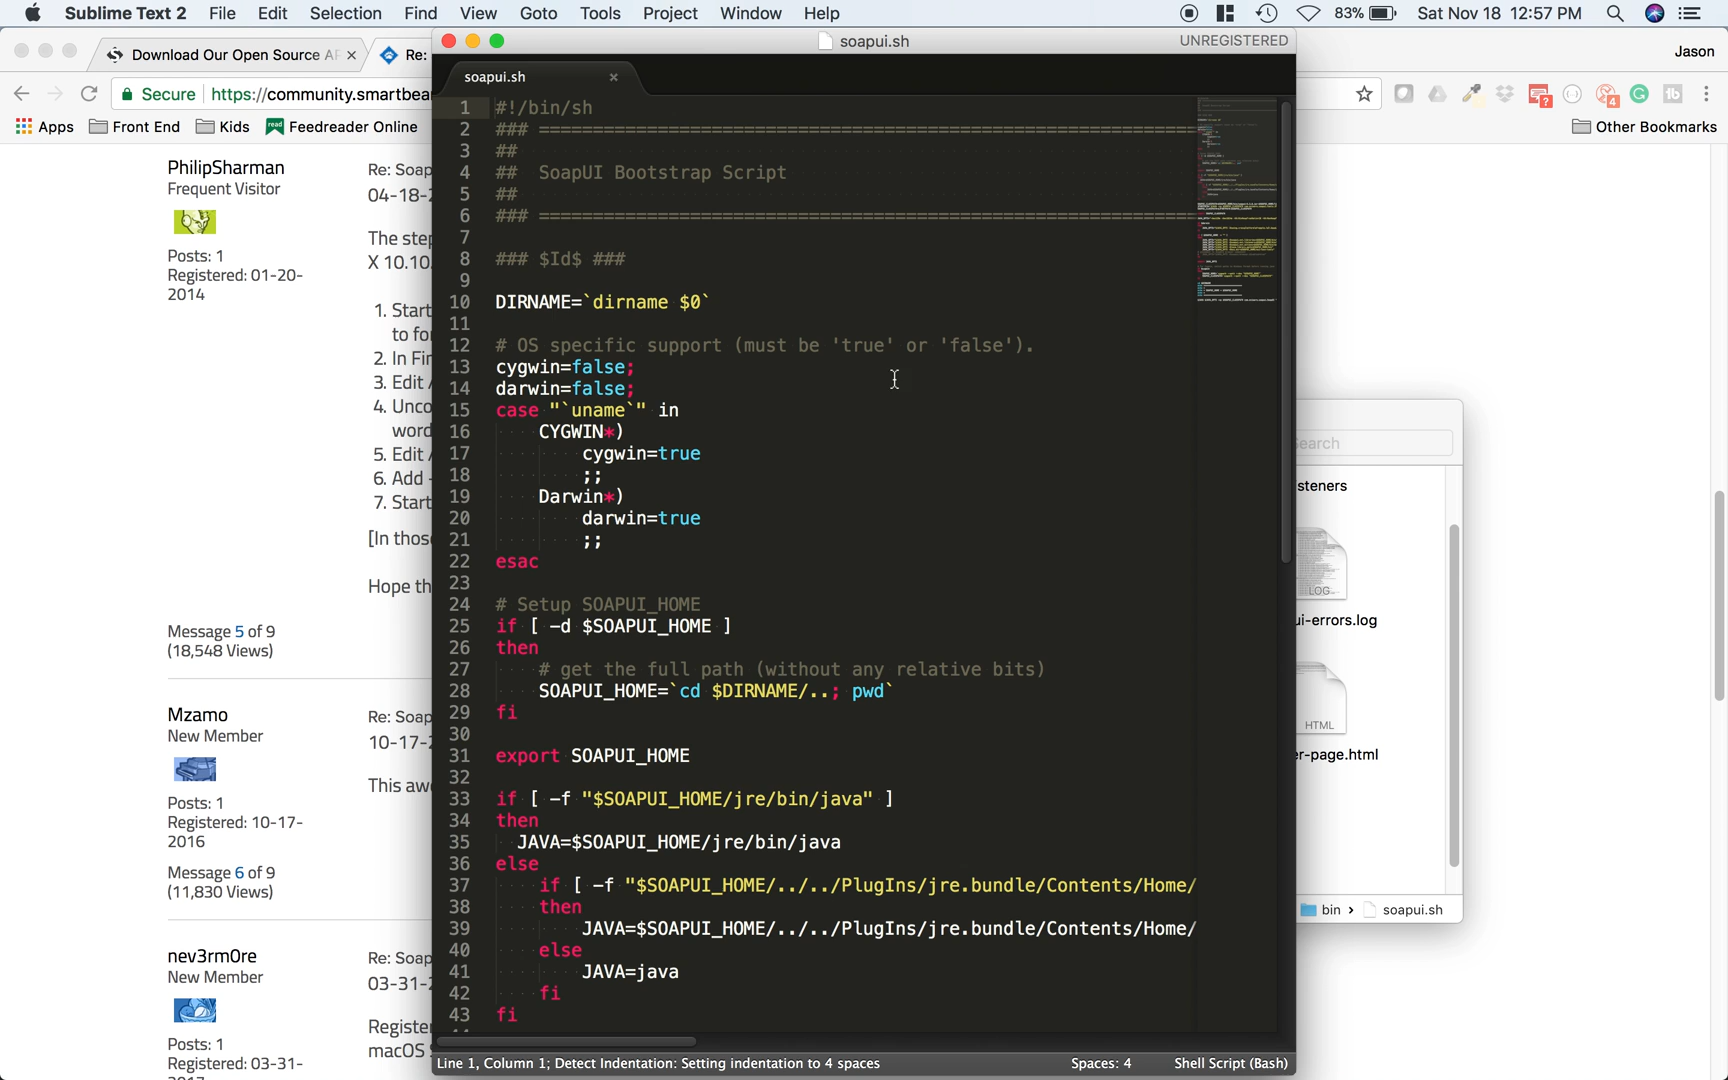 Sublime Text 2 File Edit Selection Find View Goto Tools Project Window Help 83% Sat Nov 18 12:57 PM
soapui.sh UNREGISTERED
Download Our Open Source × Re: Jason
soapui.sh ×
Secure https://community.smartbear
Apps Front End Kids Feedreader Online Other Bookmarks
PhilipSharman
Frequent Visitor
Posts: 1
Registered: 01-20-
2014
Re: Soap
04-18-
The step
X 10.10.
1. Start
to for
2. In Fi
3. Edit
4. Unco
word
5. Edit
6. Add
7. Start
[In thos
Hope th
Message 5 of 9
(18,548 Views)
Mzamo
New Member
Posts: 1
Registered: 10-17-
2016
Re: Soap
10-17-
This aw
Message 6 of 9
(11,830 Views)
nev3rm0re
New Member
Posts: 1
Registered: 03-31-
Re: Soap
03-31-
Registe
macOS
1 #!/bin/sh
2 ### ====================================================================
3 ##
4 ## SoapUI Bootstrap Script
5 ##
6 ### ====================================================================
7
8 ### $Id$ ###
9
10 DIRNAME=`dirname $0`
11
12 # OS specific support (must be 'true' or 'false').
13 cygwin=false;
14 darwin=false;
15 case "`uname`" in
16 CYGWIN*)
17 cygwin=true
18 ;;
19 Darwin*)
20 darwin=true
21 ;;
22 esac
23
24 # Setup SOAPUI_HOME
25 if [ -d $SOAPUI_HOME ]
26 then
27 # get the full path (without any relative bits)
28 SOAPUI_HOME=`cd $DIRNAME/..; pwd`
29 fi
30
31 export SOAPUI_HOME
32
33 if [ -f "$SOAPUI_HOME/jre/bin/java" ]
34 then
35 JAVA=$SOAPUI_HOME/jre/bin/java
36 else
37 if [ -f "$SOAPUI_HOME/../../PlugIns/jre.bundle/Contents/Home/
38 then
39 JAVA=$SOAPUI_HOME/../../PlugIns/jre.bundle/Contents/Home/
40 else
41 JAVA=java
42 fi
43 fi
Line 1, Column 1; Detect Indentation: Setting indentation to 4 spaces Spaces: 4 Shell Script (Bash)
earch
steners
LOG
ui-errors.log
HTML
er-page.html
bin › soapui.sh